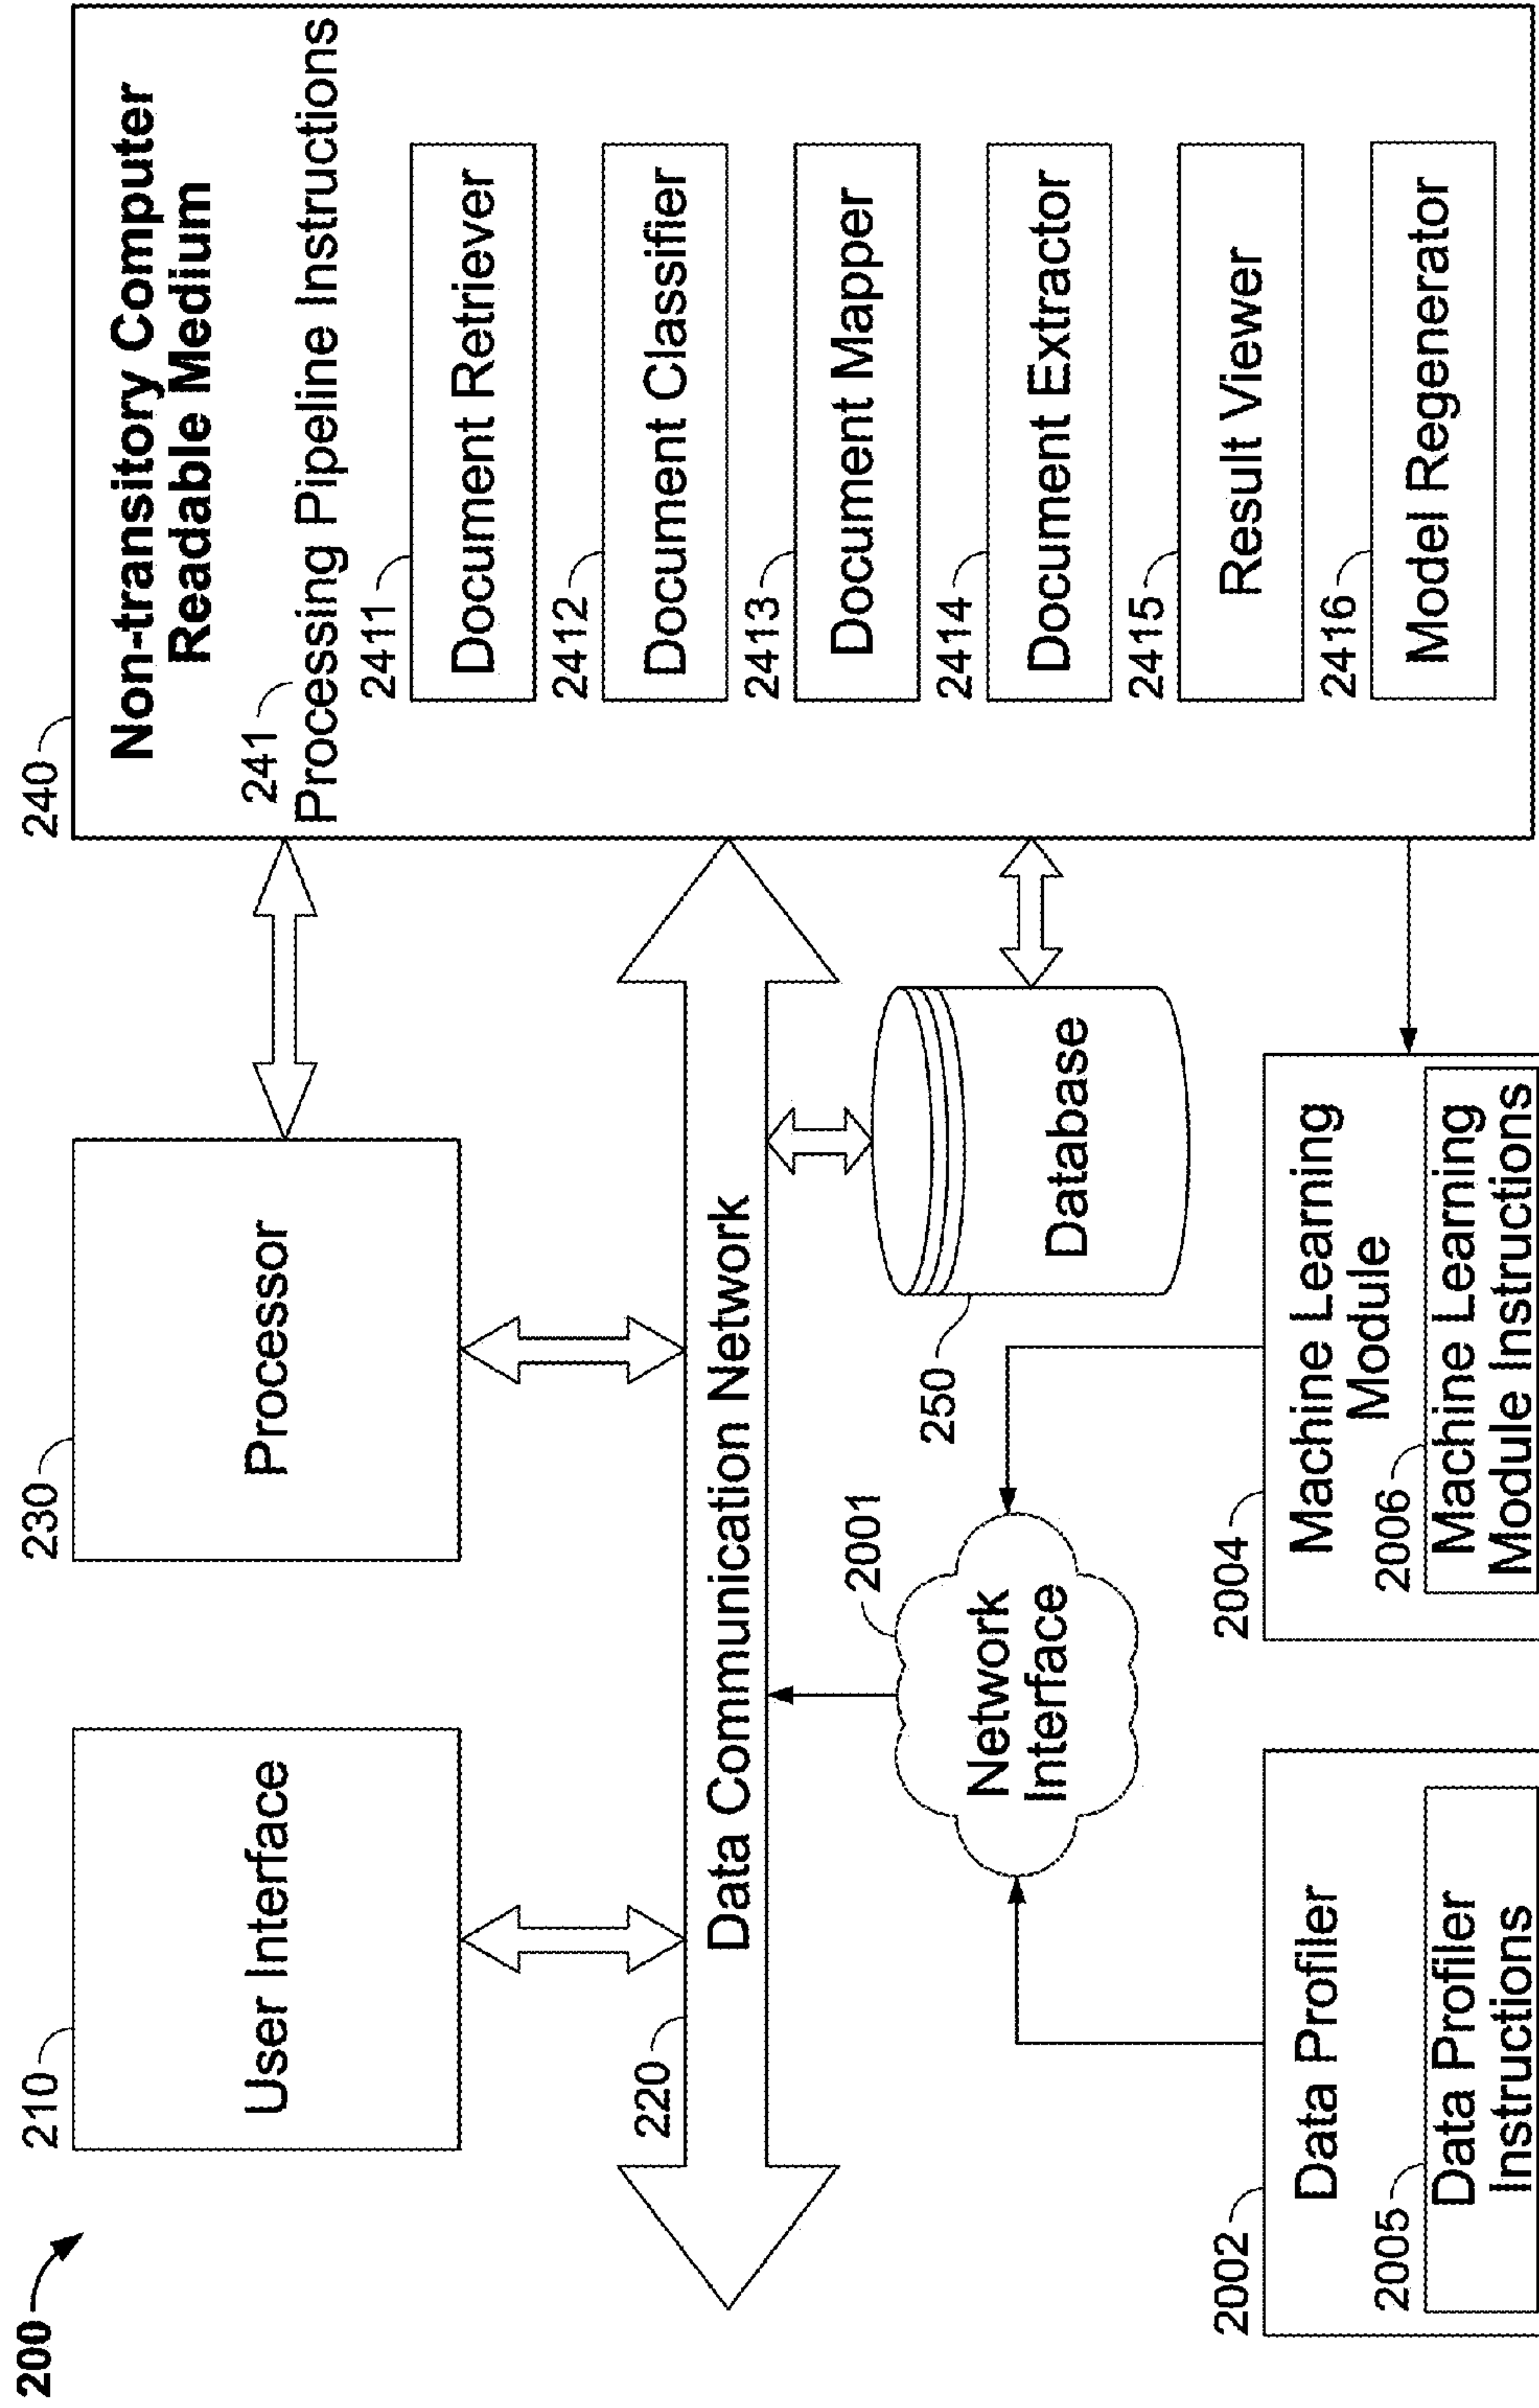 200
210
User Interface
230
Processor
240
Non-transitory Computer
Readable Medium
241
Processing Pipeline Instructions
2411
Document Retriever
2412
Document Classifier
2413
Document Mapper
2414
Document Extractor
2415
Result Viewer
2416
Model Regenerator
220
Data Communication Network
2001
Network
Interface
250
Database
2002
Data Profiler
2005
Data Profiler
Instructions
2004
Machine Learning
Module
2006
Machine Learning
Module Instructions